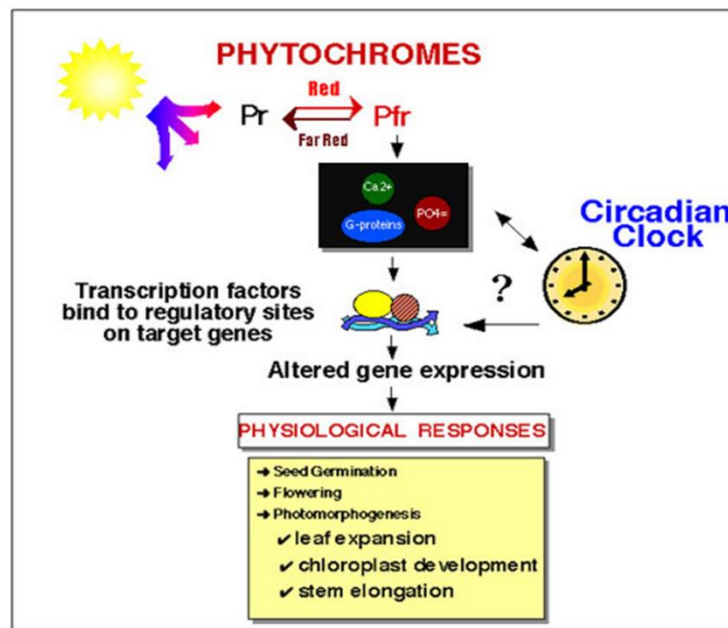 PHYTOCHROMES
Red
Pr Pfr
Far Red
Ca2+
PO4=
G-proteins
Circadian
Clock
?
Transcription factors
bind to regulatory sites
on target genes
Altered gene expression
PHYSIOLOGICAL RESPONSES
➔ Seed Germination
➔ Flowering
➔ Photomorphogenesis
✔ leaf expansion
✔ chloroplast development
✔ stem elongation